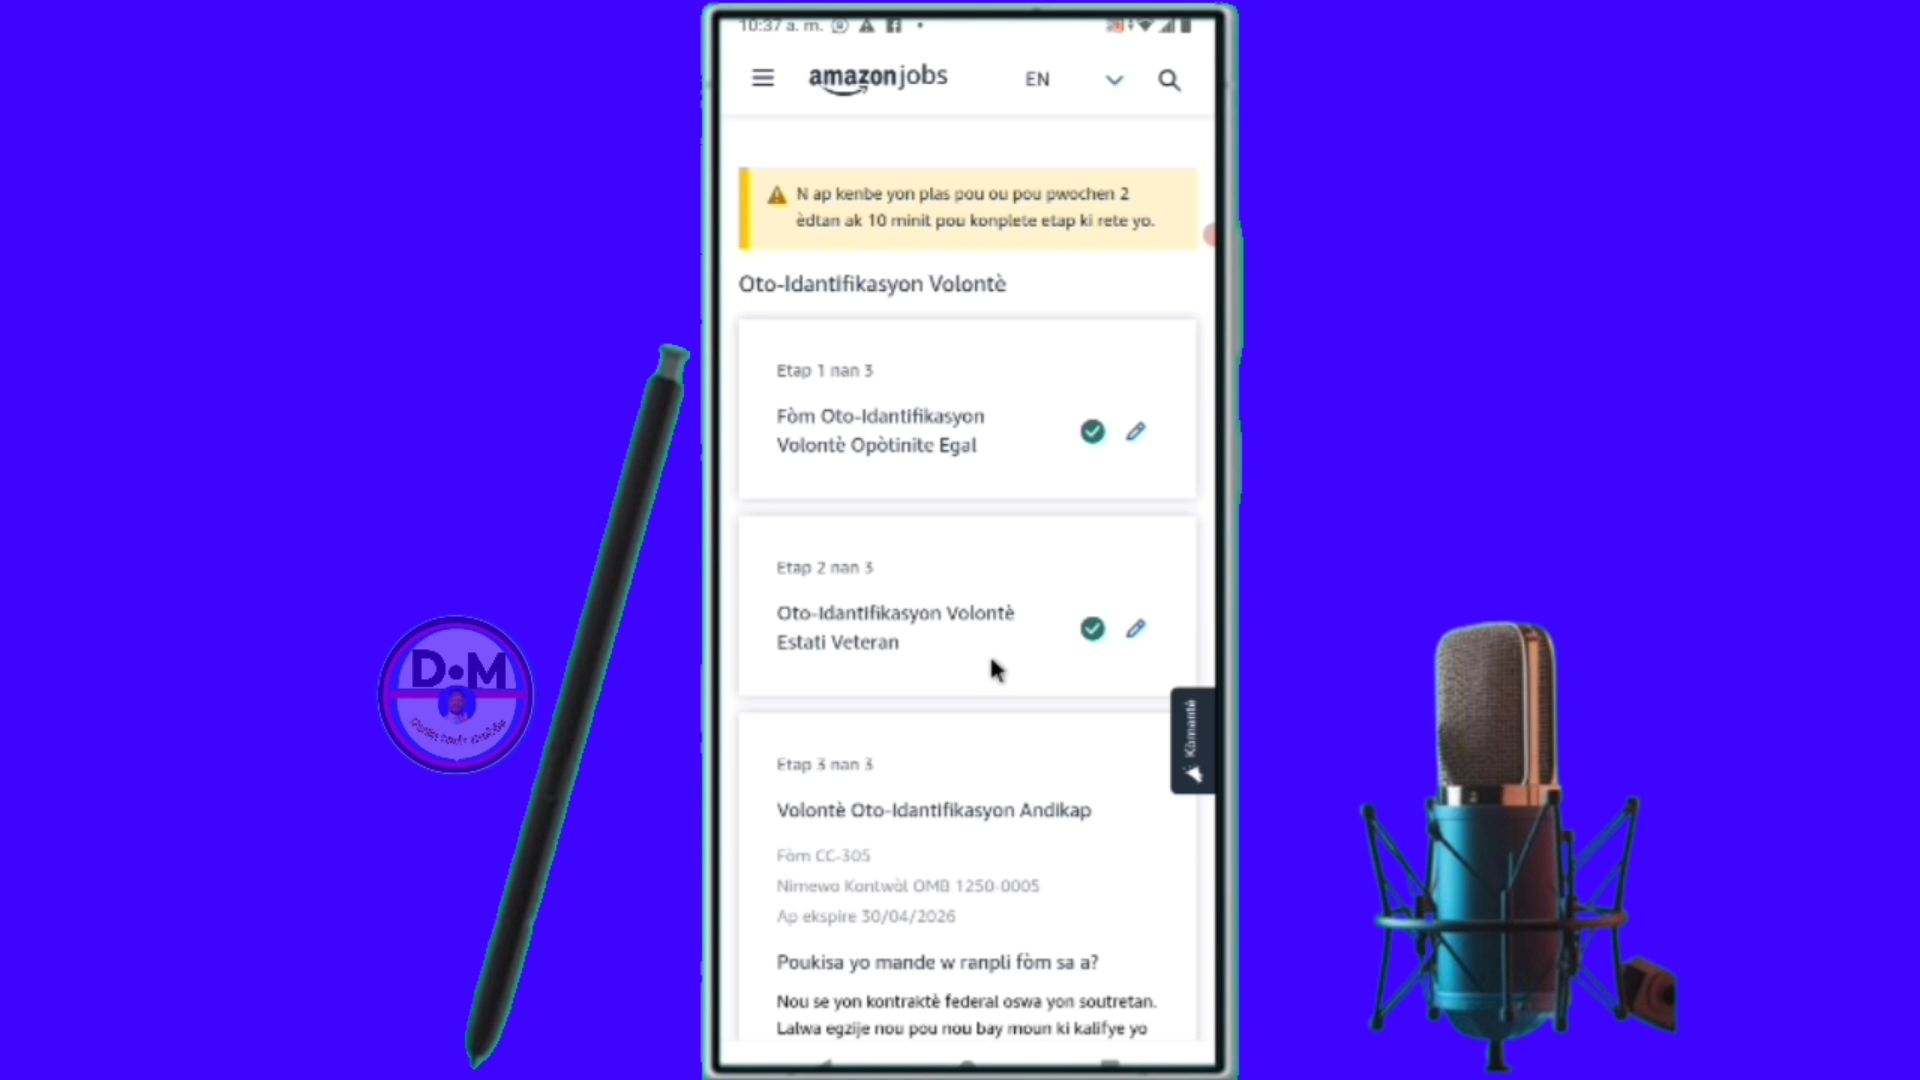 10:37 a. m.
amazon jobs
EN
N ap kenbe yon plas pou ou pou pwochen 2
èdtan ak 10 minit pou konplete etap ki rete yo.
Oto-Idantifikasyon Volontè
Etap 1 nan 3
Fòm Oto-Idantifikasyon
Volontè Opòtinite Egal
Etap 2 nan 3
Oto-Idantifikasyon Volontè
Estati Veteran
Kòmantè
Etap 3 nan 3
Volontè Oto-Idantifikasyon Andikap
Fòm CC-305
Nimewo Kontwòl OMB 1250-0005
Ap ekspire 30/04/2026
Poukisa yo mande w ranpli fòm sa a?
Nou se yon kontraktè federal oswa yon soutretan.
Lalwa egzije nou pou nou bay moun ki kalifye yo
D•M